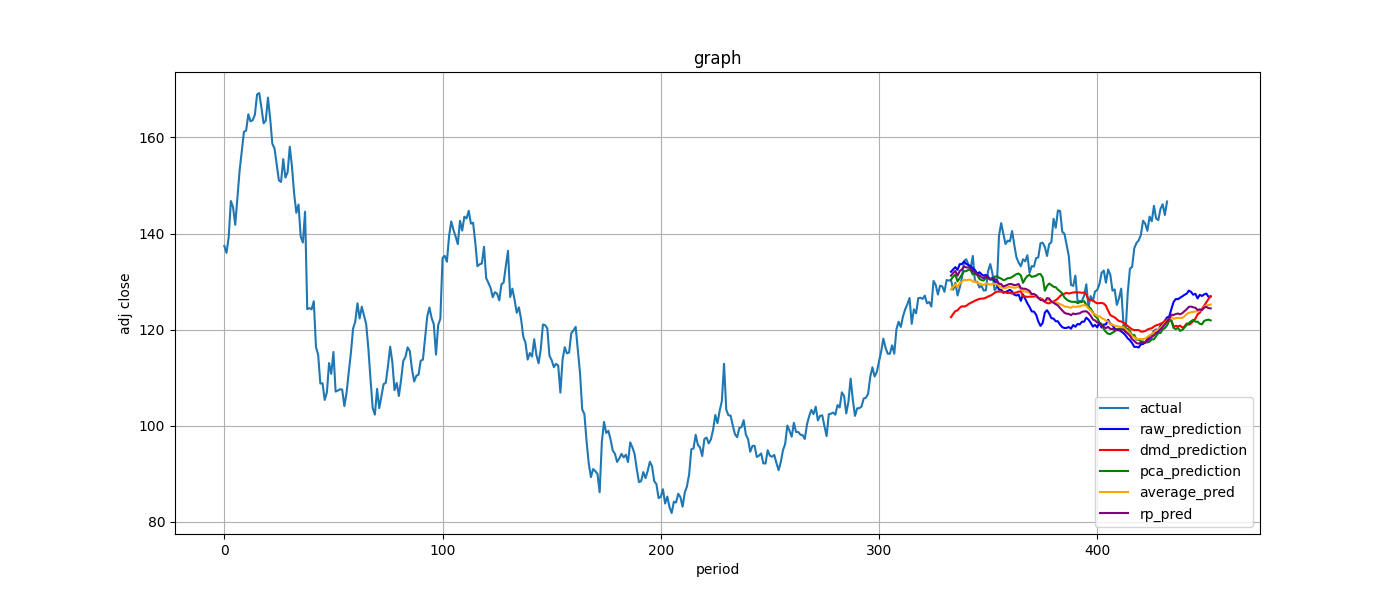 graph
160
140
120
100
80
adj close
0
100
200
300
400
period
actual
raw_prediction
dmd_prediction
pca_prediction
average_pred
rp_pred